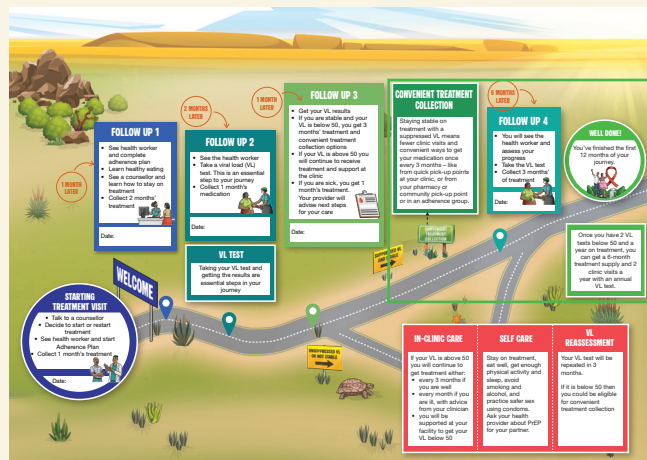 1 MONTH
LATER
FOLLOW UP 1
• See health worker
and complete
adherence plan
• Learn healthy eating
• See a counsellor and
learn how to stay on
treatment
• Collect 2 months'
treatment
Date:
2 MONTHS
LATER
FOLLOW UP 2
• See the health worker
• Take a viral load (VL)
test. This is an essential
step to your journey
• Collect 1 month's
medication
Date:
VL TEST
Taking your VL test and
getting the results are
essential steps in your
journey
1 MONTH
LATER
FOLLOW UP 3
• Get your VL results
• If you are stable and your
VL is below 50, you get 3
months' treatment and
convenient treatment
collection options
• If your VL is above 50 you
will continue to receive
treatment and support at
the clinic
• If you are sick, you get 1
month's treatment.
Your provider will
advise next steps
for your care
Date:
CONVENIENT TREATMENT
COLLECTION
Staying stable on
treatment with a
suppressed VL means
fewer clinic visits and
convenient ways to get
your medication once
every 3 months – like
from quick pick-up points
at your clinic, or from
your pharmacy or
community pick-up point
or in an adherence group.
CONVENIENT
TREATMENT
COLLECTION
6 MONTHS
LATER
FOLLOW UP 4
• You will see the
health worker and
assess your
progress
• Take the VL test
• Collect 3 months'
of treatment
Date:
WELL DONE!
You've finished the first
12 months of your
journey.
Once you have 2 VL
tests below 50 and a
year on treatment, you
can get a 6-month
treatment supply and 2
clinic visits a
year with an annual
VL text.
SUPPRESSED VL
AND STABLE
WELCOME
STARTING
TREATMENT VISIT
• Talk to a counsellor
• Decide to start or restart
treatment
• See health worker and start
Adherence Plan
• Collect 1 month's treatment
Date:
UNSUPPRESSED VL
OR NOT STABLE
IN-CLINIC CARE
If your VL is above 50
you will continue to
get treatment either:
• every 3 months if
you are well
• every month if you
are ill, with advice
from your clinician
• you will be
supported at your
facility to get your
VL below 50
SELF CARE
Stay on treatment,
eat well, get enough
physical activity and
sleep, avoid
smoking and
alcohol, and
practice safer sex
using condoms.
Ask your health
provider about PrEP
for your partner.
VL
REASSESSMENT
Your VL test will be
repeated in 3
months.
If it is below 50 then
you could be eligible
for convenient
treatment collection